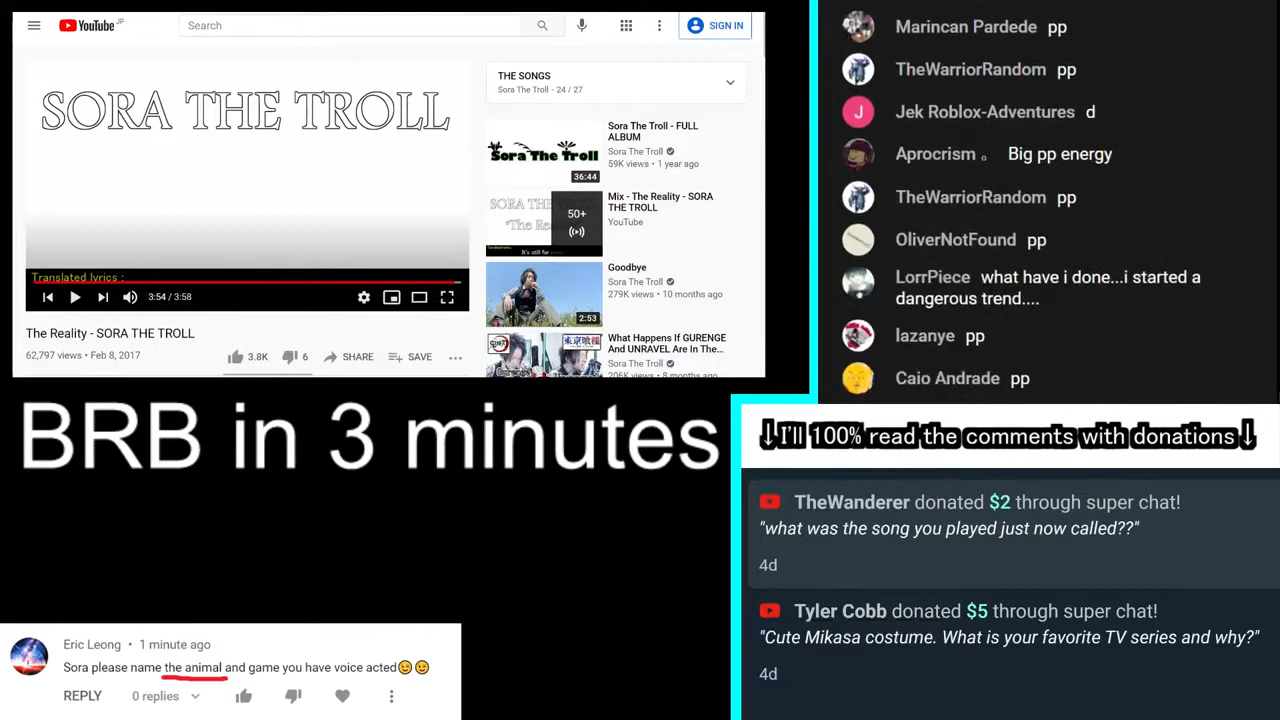 YouTube JP
Search
SIGN IN
SORA THE TROLL
Translated lyrics :
3:54 / 3:58
The Reality - SORA THE TROLL
62,797 views • Feb 8, 2017
3.8K
6
SHARE
SAVE
THE SONGS
Sora The Troll - 24 / 27
Sora The Troll
36:44
Sora The Troll - FULL
ALBUM
Sora The Troll
59K views • 1 year ago
SORA THE TROLL
50+
Mix - The Reality - SORA
THE TROLL
YouTube
2:53
Goodbye
Sora The Troll
279K views • 10 months ago
What Happens If GURENGE
And UNRAVEL Are In The...
Sora The Troll
206K views • 8 months ago
Marincan Pardede pp
TheWarriorRandom pp
J
Jek Roblox-Adventures d
Aprocrism 。 Big pp energy
TheWarriorRandom pp
OliverNotFound pp
LorrPiece what have i done...i started a
dangerous trend....
lazanye pp
Caio Andrade pp
BRB in 3 minutes
↓I'll 100% read the comments with donations↓
TheWanderer donated $2 through super chat!
"what was the song you played just now called??"
4d
Tyler Cobb donated $5 through super chat!
"Cute Mikasa costume. What is your favorite TV series and why?"
4d
Eric Leong • 1 minute ago
Sora please name the animal and game you have voice acted😉😉
REPLY
0 replies